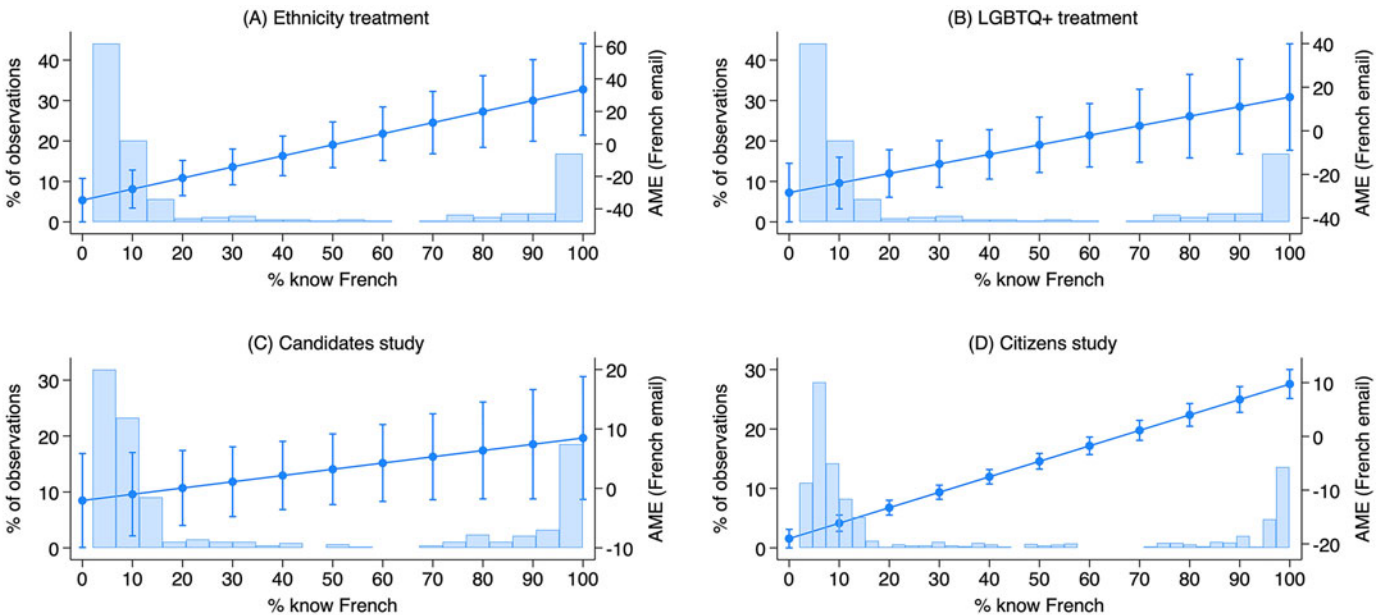 (A) Ethnicity treatment
% of observations
40
30
20
10
0
60
40
20
0
-20
-40
AME (French email)
0 10 20 30 40 50 60 70 80 90 100
% know French
(B) LGBTQ+ treatment
% of observations
40
30
20
10
0
40
20
0
-20
-40
AME (French email)
0 10 20 30 40 50 60 70 80 90 100
% know French
(C) Candidates study
% of observations
30
20
10
0
20
10
0
-10
AME (French email)
0 10 20 30 40 50 60 70 80 90 100
% know French
(D) Citizens study
% of observations
30
20
10
0
10
0
-10
-20
AME (French email)
0 10 20 30 40 50 60 70 80 90 100
% know French